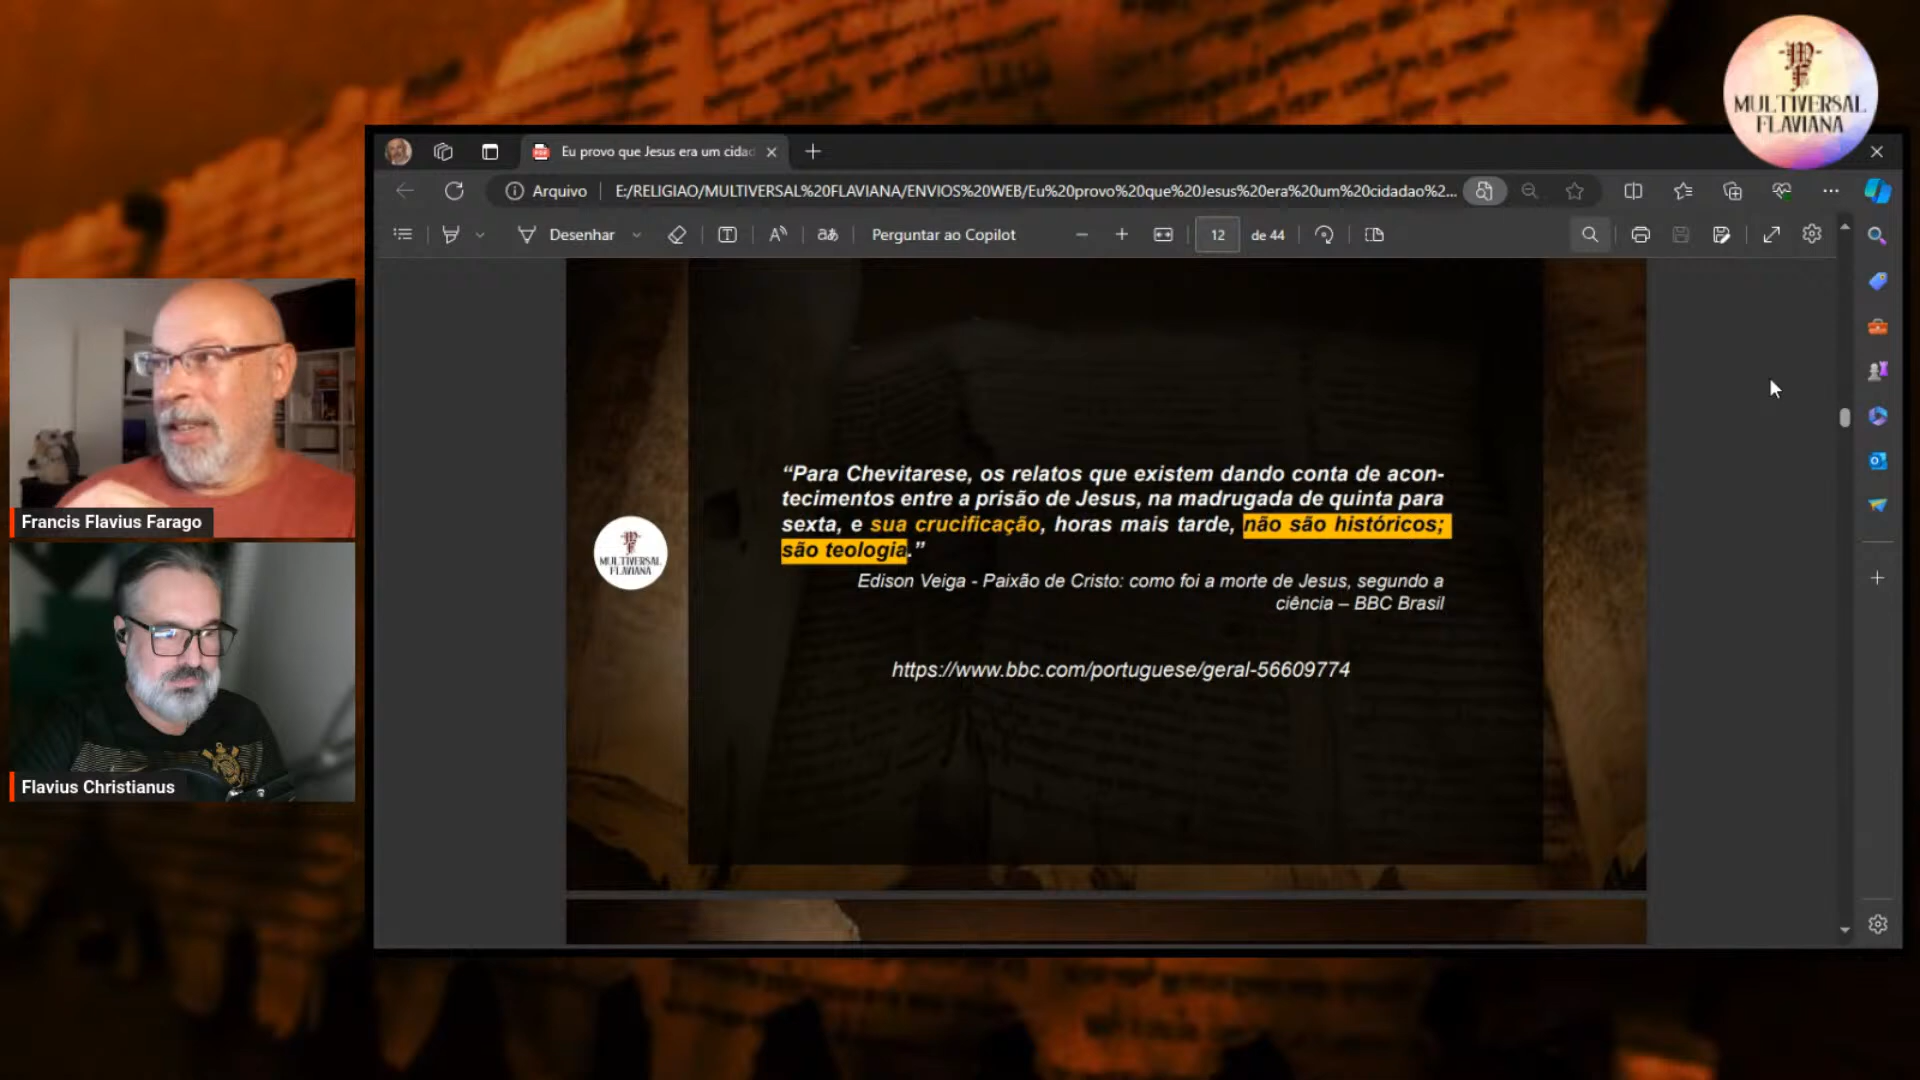 MULTIVERSAL
FLAVIANA
Eu provo que Jesus era um cidad
Arquivo
E:/RELIGIAO/MULTIVERSAL%20FLAVIANA/ENVIOS%20WEB/Eu%20provo%20que%20Jesus%20era%20um%20cidadao%2...
Desenhar
Perguntar ao Copilot
12 de 44
“Para Chevitarese, os relatos que existem dando conta de acon-
tecimentos entre a prisão de Jesus, na madrugada de quinta para
sexta, e sua crucificação, horas mais tarde, não são históricos;
são teologia.”
MULTIVERSAL
FLAVIANA
Edison Veiga - Paixão de Cristo: como foi a morte de Jesus, segundo a
ciência – BBC Brasil
https://www.bbc.com/portuguese/geral-56609774
Francis Flavius Farago
Flavius Christianus